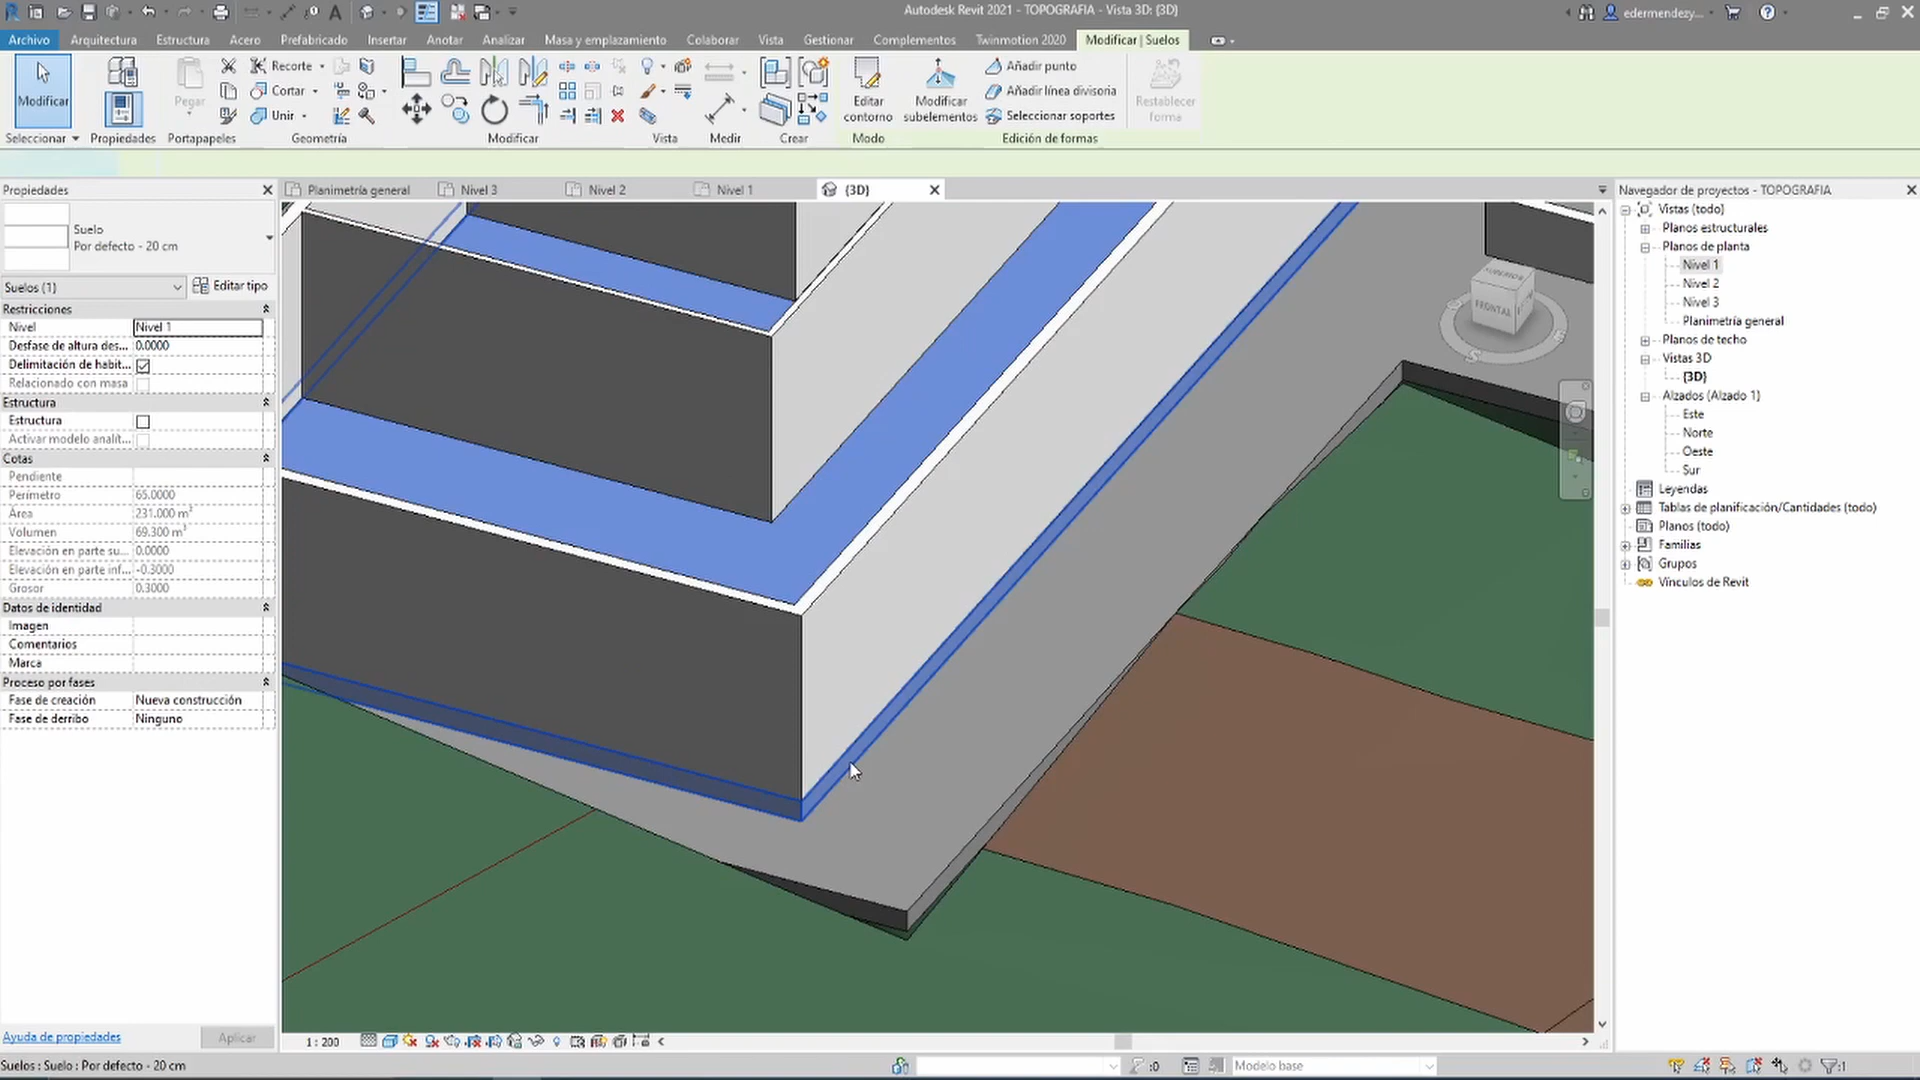 Autodesk Revit 2021 - TOPOGRAFIA - Vista 3D: {3D}
edermendezy...
Archivo Arquitectura Estructura Acero Prefabricado Insertar Anotar Analizar Masa y emplazamiento Colaborar Vista Gestionar Complementos Twinmotion 2020 Modificar | Suelos
Modificar
Pegar
Recorte
Cortar
Unir
Editar contorno
Modificar subelementos
Añadir punto
Añadir línea divisoria
Seleccionar soportes
Restablecer forma
Seleccionar Propiedades Portapapeles Geometría Modificar Vista Medir Crear Modo Edición de formas
Propiedades
Planimetría general Nivel 3 Nivel 2 Nivel 1 {3D}
Navegador de proyectos - TOPOGRAFIA
Suelo
Por defecto - 20 cm
Suelos (1) Editar tipo
Restricciones
Nivel Nivel 1
Desfase de altura des... 0.0000
Delimitación de habit...
Relacionado con masa
Estructura
Estructura
Activar modelo analít...
Cotas
Pendiente
Perímetro 65.0000
Área 231.000 m²
Volumen 69.300 m³
Elevación en parte su... 0.0000
Elevación en parte inf... -0.3000
Grosor 0.3000
Datos de identidad
Imagen
Comentarios
Marca
Proceso por fases
Fase de creación Nueva construcción
Fase de derribo Ninguno
Ayuda de propiedades Aplicar
SUPERIOR
FRONTAL
S
Vistas (todo)
Planos estructurales
Planos de planta
Nivel 1
Nivel 2
Nivel 3
Planimetría general
Planos de techo
Vistas 3D
{3D}
Alzados (Alzado 1)
Este
Norte
Oeste
Sur
Leyendas
Tablas de planificación/Cantidades (todo)
Planos (todo)
Familias
Grupos
Vínculos de Revit
1 : 200
Suelos : Suelo : Por defecto - 20 cm
:0
Modelo base
:1